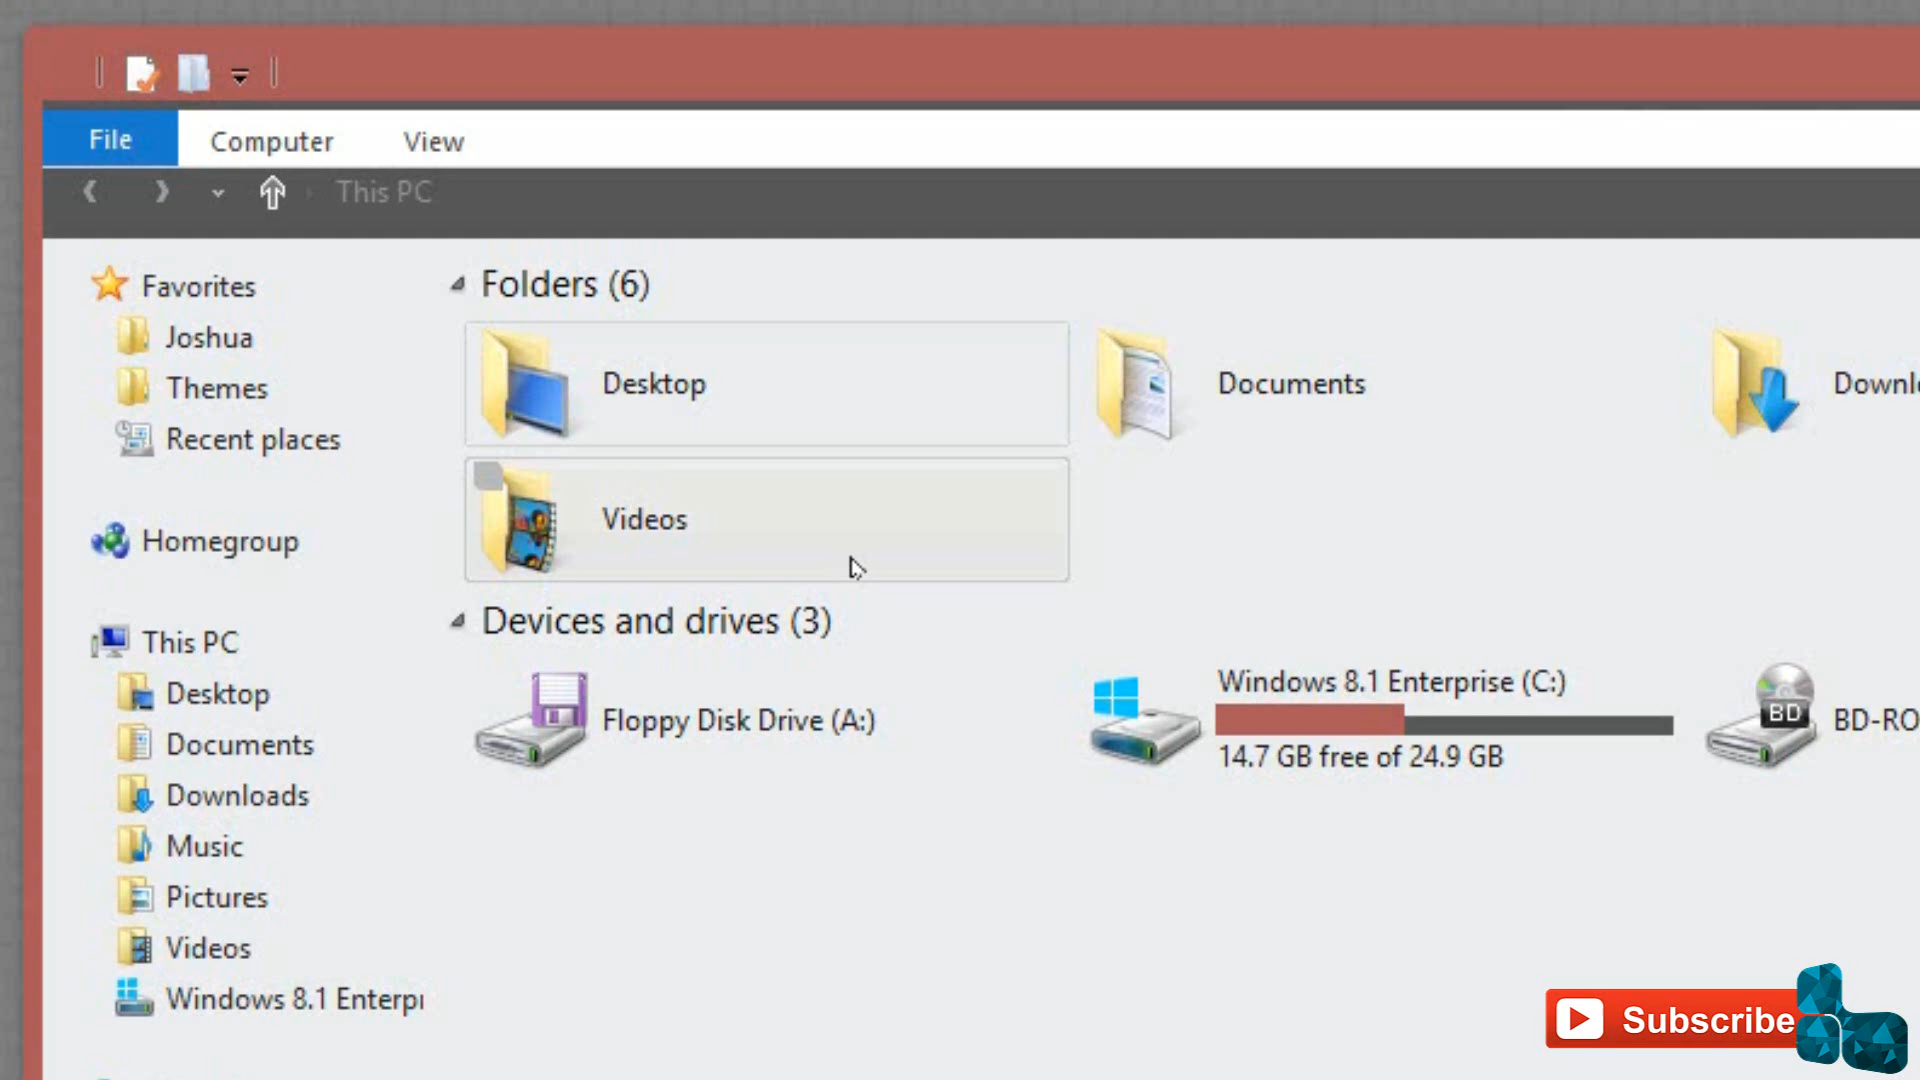 File Computer View
This PC
Favorites
Joshua
Themes
Recent places
Homegroup
This PC
Desktop
Documents
Downloads
Music
Pictures
Videos
Windows 8.1 Enterpr
Folders (6)
Desktop
Documents
Downl
Videos
Devices and drives (3)
Floppy Disk Drive (A:)
Windows 8.1 Enterprise (C:)
14.7 GB free of 24.9 GB
BD
BD-RO
Subscribe